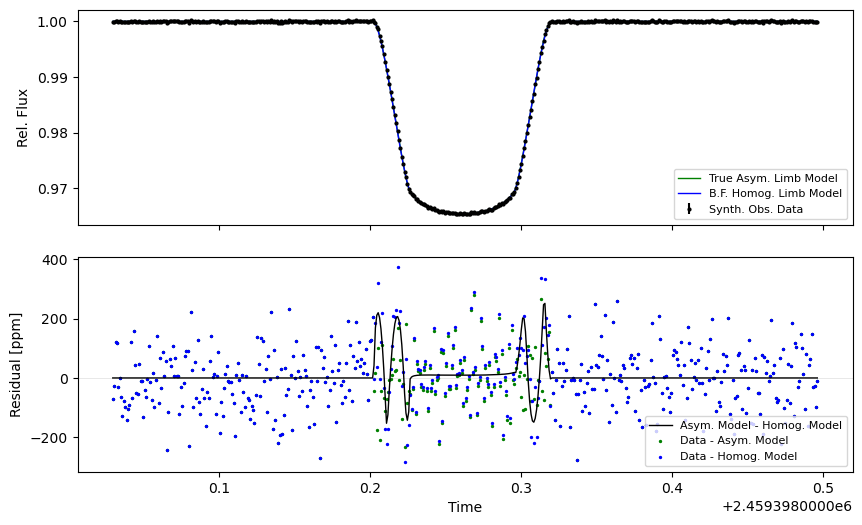 1.00
0.99
0.98
0.97
Rel. Flux
True Asym. Limb Model
B.F. Homog. Limb Model
Synth. Obs. Data
400
200
0
−200
Residual [ppm]
Asym. Model - Homog. Model
Data - Asym. Model
Data - Homog. Model
0.1 0.2 0.3 0.4 0.5
Time
+2.4593980000e6